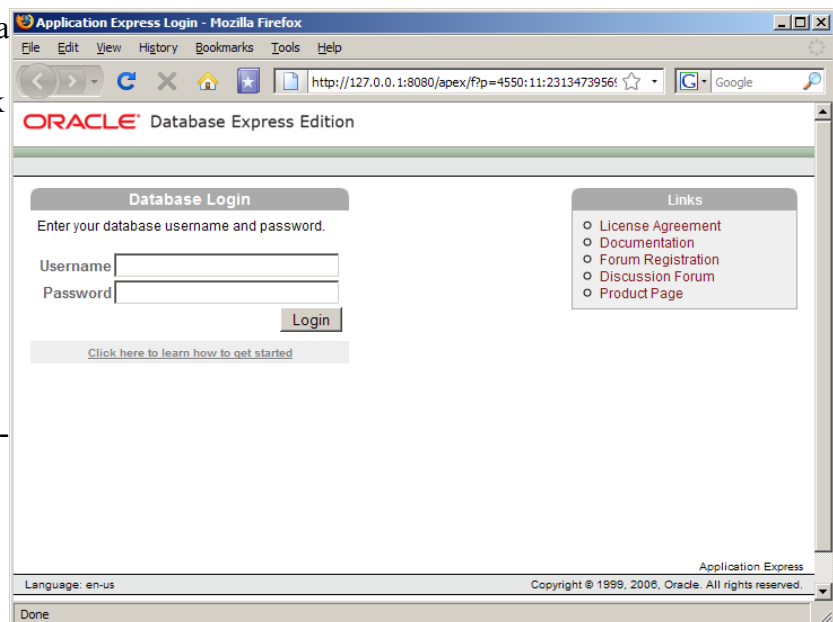 a
Application Express Login - Mozilla Firefox
File Edit View History Bookmarks Tools Help
http://127.0.0.1:8080/apex/f?p=4550:11:2313473956
G Google
ORACLE Database Express Edition
Database Login
Enter your database username and password.
Username
Password
Login
Click here to learn how to get started
Links
License Agreement
Documentation
Forum Registration
Discussion Forum
Product Page
-
Application Express
Language: en-us
Copyright © 1999, 2006, Oracle. All rights reserved.
Done